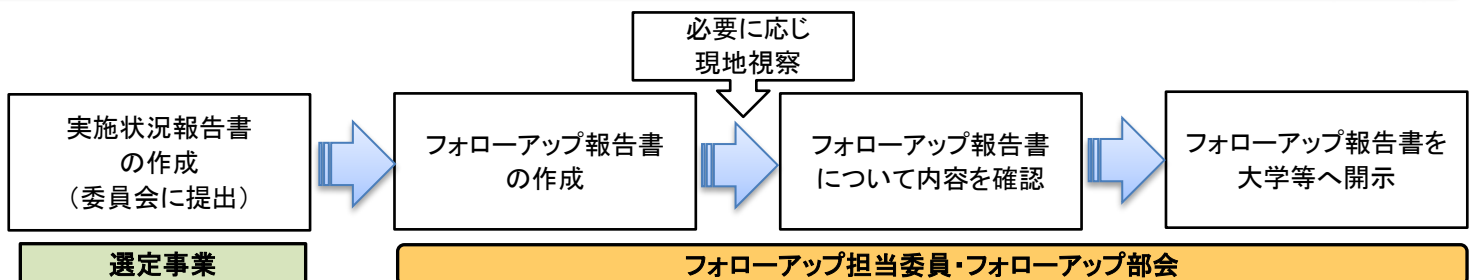 必要に応じ
現地視察
実施状況報告書
の作成
（委員会に提出）
フォローアップ報告書
の作成
フォローアップ報告書
について内容を確認
フォローアップ報告書を
大学等へ開示
選定事業
フォローアップ担当委員・フォローアップ部会